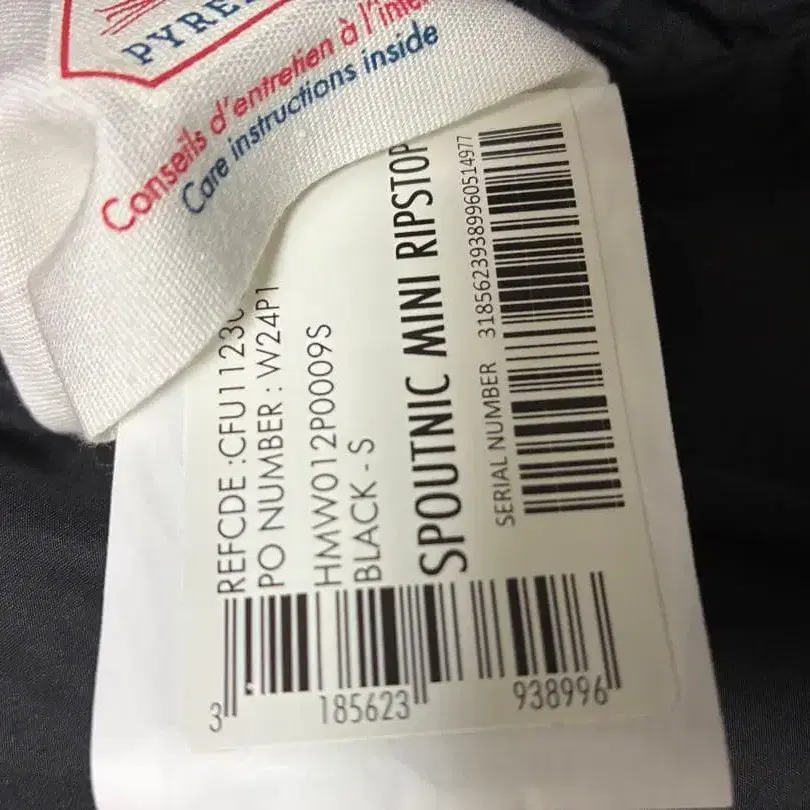 PYRE
Conseils d'entretien à l'inté
Care instructions inside
REFCDE :CFU1123
PO NUMBER : W24P1
HMW012P0009S
BLACK - S
SPOUTNIC MINI RIPSTOP
SERIAL NUMBER 31856239389960514977
3 185623 938996